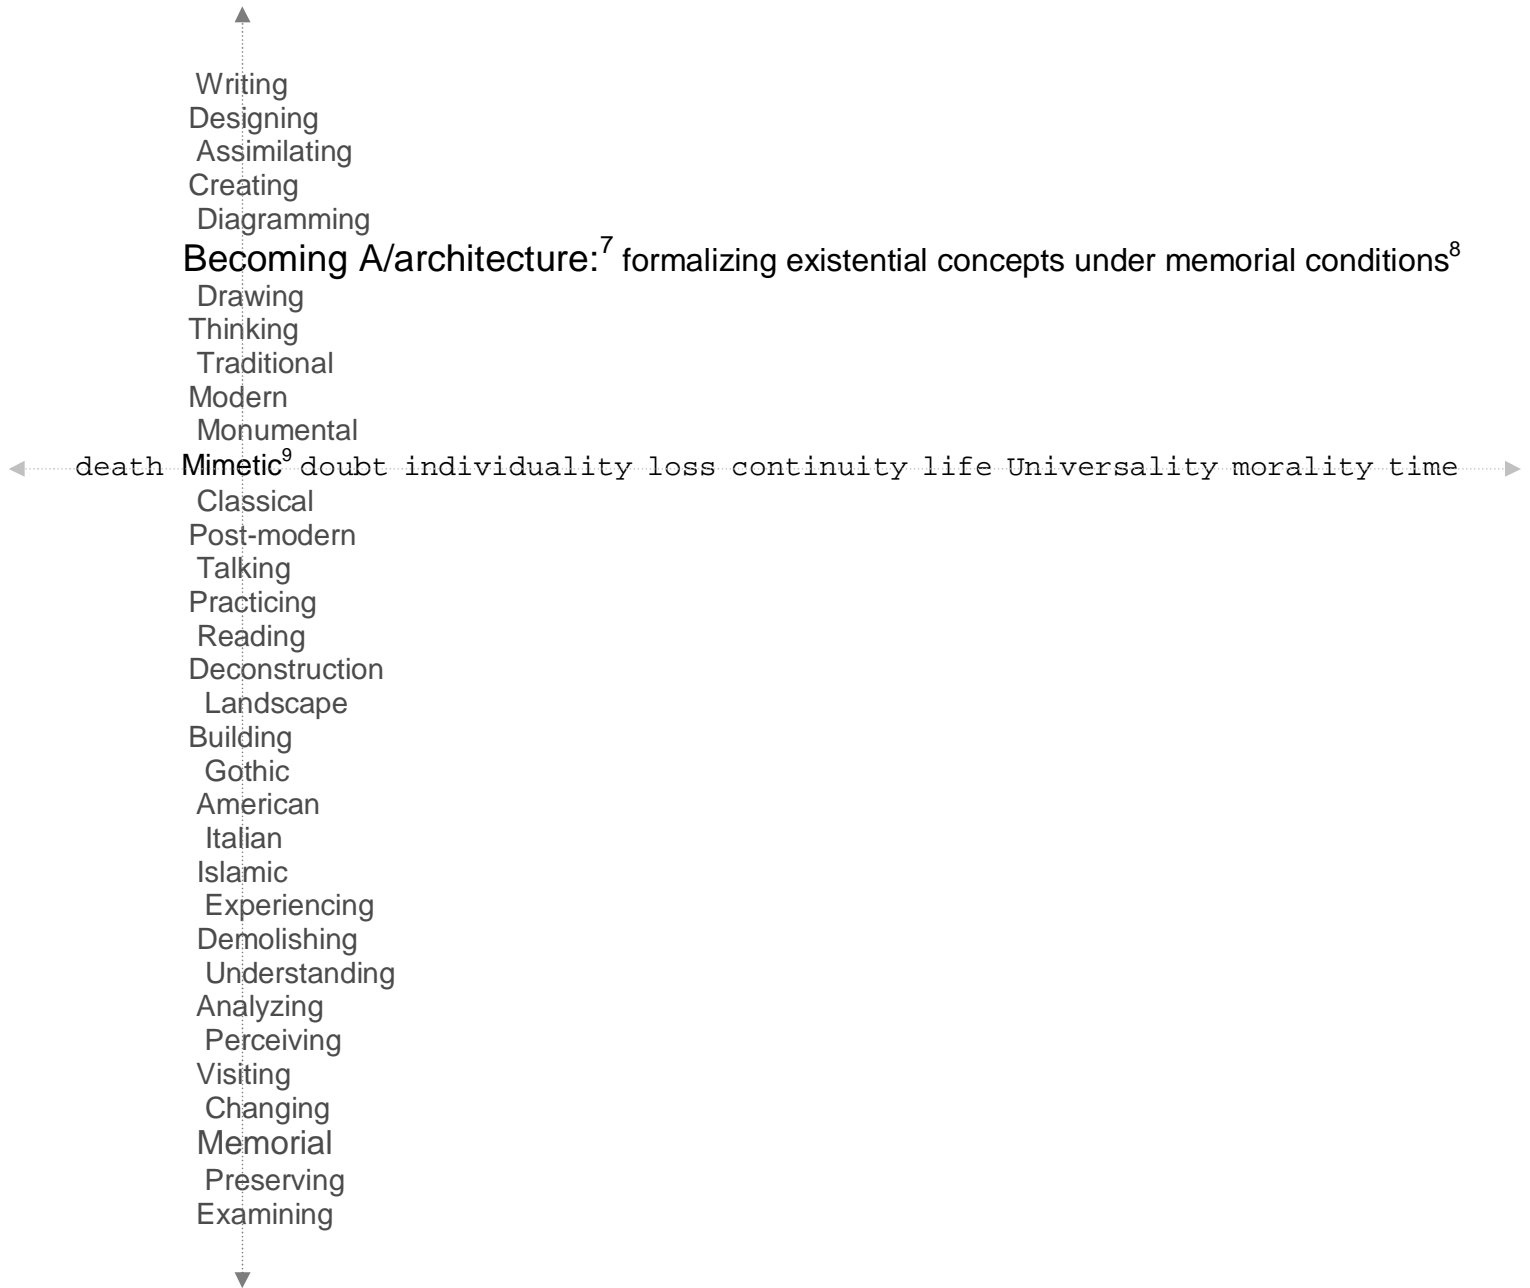 Writing
Designing
Assimilating
Creating
Diagramming
Becoming A/architecture:⁷ formalizing existential concepts under memorial conditions⁸
Drawing
Thinking
Traditional
Modern
Monumental
death Mimetic⁹ doubt individuality loss continuity life Universality morality time
Classical
Post-modern
Talking
Practicing
Reading
Deconstruction
Landscape
Building
Gothic
American
Italian
Islamic
Experiencing
Demolishing
Understanding
Analyzing
Perceiving
Visiting
Changing
Memorial
Preserving
Examining